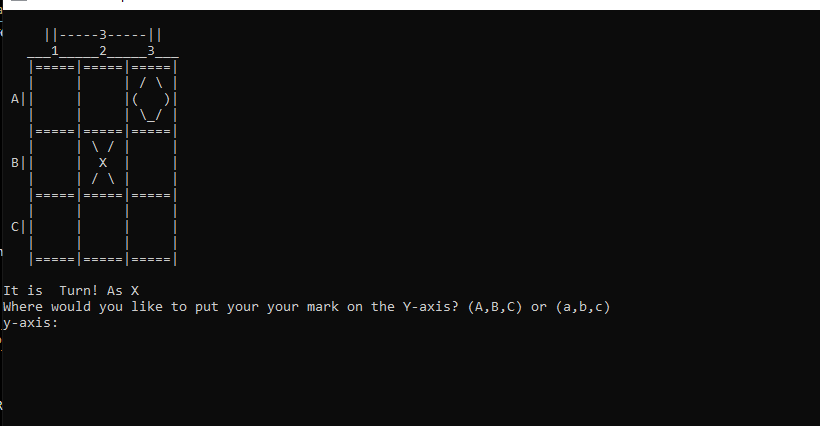 ||-----3-----||
   ___1_____2_____3___
   |=====|=====|=====|
   |     |     | / \ |
 A||     |     |(   )|
   |     |     | \_/ |
   |=====|=====|=====|
   |     | \ / |     |
 B||     |  X  |     |
   |     | / \ |     |
   |=====|=====|=====|
   |     |     |     |
 C||     |     |     |
   |     |     |     |
   |=====|=====|=====|
It is  Turn! As X
Where would you like to put your your mark on the Y-axis? (A,B,C) or (a,b,c)
y-axis: